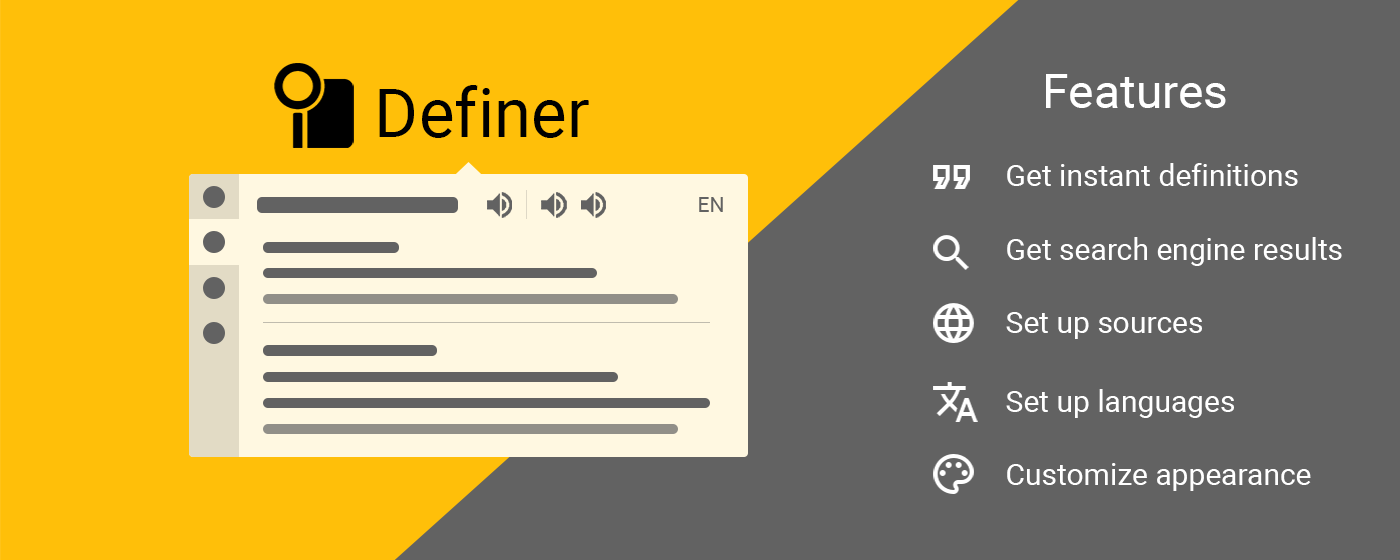 Definer
EN
Features
Get instant definitions
Get search engine results
Set up sources
Set up languages
Customize appearance